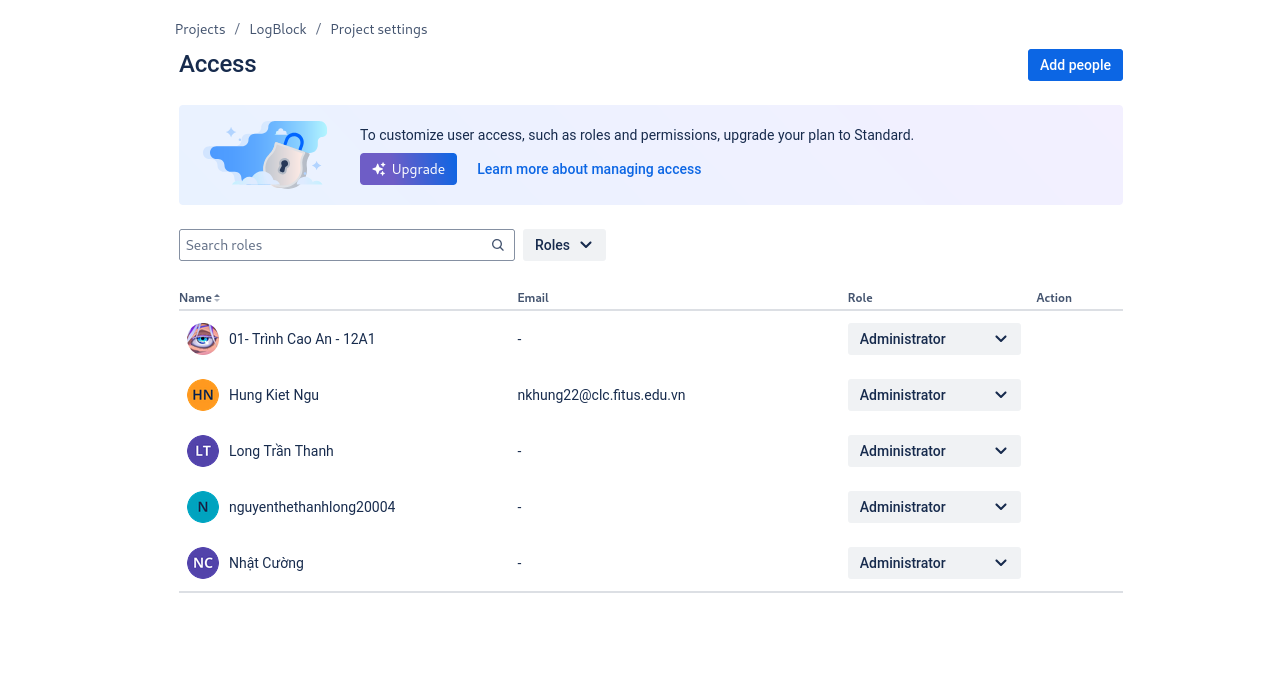 Projects / LogBlock / Project settings
Access
Add people
To customize user access, such as roles and permissions, upgrade your plan to Standard.
Upgrade Learn more about managing access
Search roles Roles
Name Email Role Action
01- Trình Cao An - 12A1 - Administrator
HN Hung Kiet Ngu nkhung22@clc.fitus.edu.vn Administrator
LT Long Trần Thanh - Administrator
N nguyenthethanhlong20004 - Administrator
NC Nhật Cường - Administrator